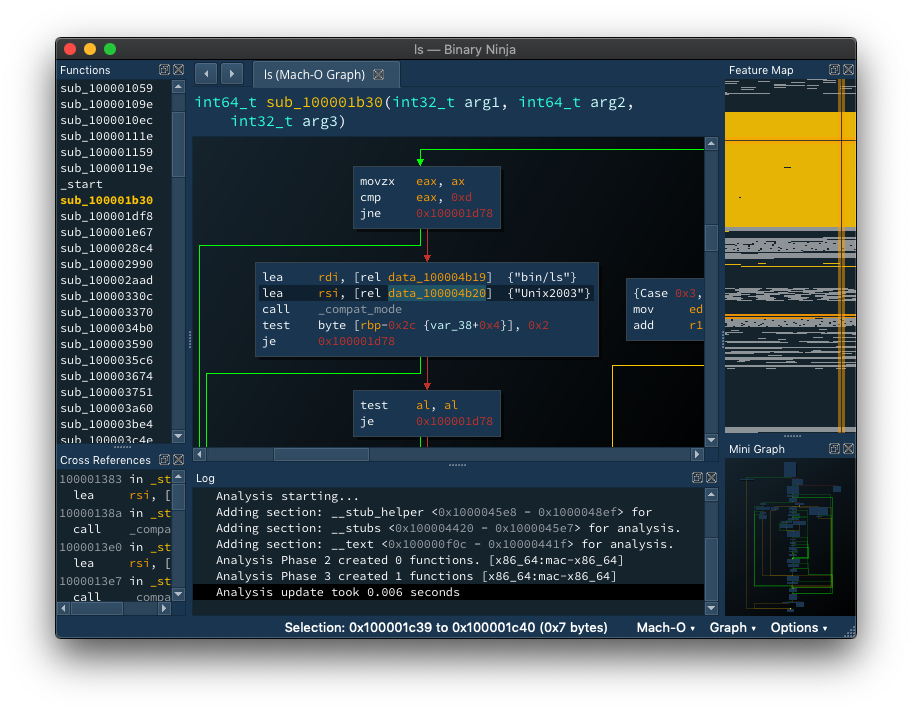 ls — Binary Ninja
Functions
sub_100001059
sub_10000109e
sub_1000010ec
sub_10000111e
sub_100001159
sub_10000119e
_start
sub_100001b30
sub_100001df8
sub_100001e67
sub_1000028c4
sub_100002990
sub_100002aad
sub_10000330c
sub_100003370
sub_1000034b0
sub_100003590
sub_1000035c6
sub_100003674
sub_100003751
sub_100003a60
sub_100003be4
sub_100003c4e
Cross References
100001383 in _st
lea rsi, [
10000138a in _st
call _compa
1000013e0 in _st
lea rsi, [
1000013e7 in _st
call _compa
ls (Mach-O Graph)
int64_t sub_100001b30(int32_t arg1, int64_t arg2,
int32_t arg3)
movzx eax, ax
cmp eax, 0xd
jne 0x100001d78
lea rdi, [rel data_100004b19] {"bin/ls"}
lea rsi, [rel data_100004b20] {"Unix2003"}
call _compat_mode
test byte [rbp-0x2c {var_38+0x4}], 0x2
je 0x100001d78
{Case 0x3,
mov ed
add r1
test al, al
je 0x100001d78
Log
Analysis starting...
Adding section: __stub_helper <0x1000045e8 - 0x1000048ef> for
Adding section: __stubs <0x100004420 - 0x1000045e7> for analysis.
Adding section: __text <0x100000f0c - 0x10000441f> for analysis.
Analysis Phase 2 created 0 functions. [x86_64:mac-x86_64]
Analysis Phase 3 created 1 functions [x86_64:mac-x86_64]
Analysis update took 0.006 seconds
Feature Map
Mini Graph
Selection: 0x100001c39 to 0x100001c40 (0x7 bytes) Mach-O Graph Options